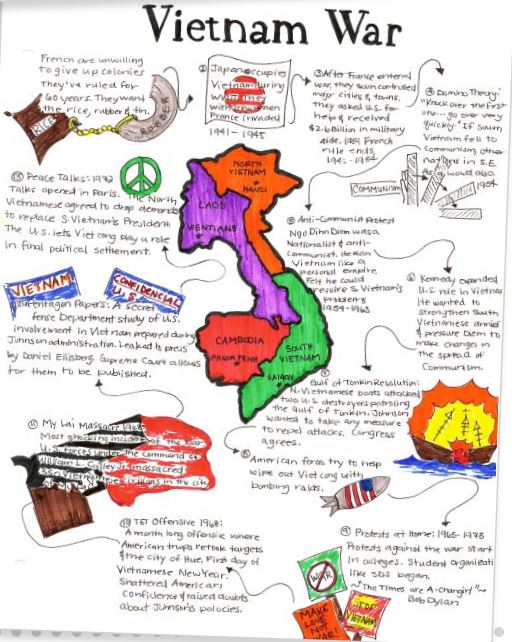 Vietnam War
French are unwilling
to give up colonies
they've ruled for
60 years. They want
the rice, rubber & tin.
RICE
RUBBER
Japan occupies
Vietnam during
France invaded
1941-1945
③ After France entered
war, they soon controlled
major cities & towns.
they asked U.S. for
help & received
$2.6 Billion in military
aide. 1951 French
rule ends,
1954
④ Domino Theory:
"Knock over the first
one... go over very
quickly." If South
Vietnam fell to
Communism, other
nations in S.E.
Asia would also
1954
COMMUNISM
⑤ Anti-Communist Protest
Ngo Dinh Diem was a
Nationalist & anti-
Communist. He ran
Vietnam like a
personal empire.
Felt he could
resolve S. Vietnam's
problems
1954-1963
⑥ Kennedy expanded
U.S. role in Vietnam
He wanted to
strengthen South
Vietnamese armies
& pressure Diem to
make changes in
the spread of
Communism.
NORTH
VIETNAM
HANOI
LAOS
VIENTIANE
CAMBODIA
PHNOM PENH
SOUTH
VIETNAM
SAIGON
⑦
Gulf of Tonkin Resolution:
N. Vietnamese boats attacked
two U.S. destroyers patrolling
the Gulf of Tonkin. Johnson
wanted to take any measure
to repel attacks. Congress
agrees.
⑧
American forces try to help
wipe out Viet cong with
bombing raids.
⑨ Protests at Home: 1965-1973
Protests against the war start
in colleges. Student organizati
like SDS began.
"The Times are A-Changin'"~
Bob Dylan
WAR
MAKE
LOVE
NOT
WAR!
STOP
VIETNAM
⑩ TET Offensive 1968:
A month long offensive where
American troops retook targets
& the city of Hue. First day of
Vietnamese New Year.
Shattered American
confidence & raised doubts
about Johnson's policies.
⑪ My Lai Massacre 1968:
Most shocking incident of the war
U.S. forces under the command of
William L. Calley Jr. massacred
civilians in the city
VIETNAM
CONFIDENCIAL
U.S.
Pentagon Papers: A secret
fense Department study of U.S.
involvement in Vietnam prepared during
Johnson administration. Leaked to press
by Daniel Ellsberg. Supreme Court allows
for them to be published.
⑬ Peace Talks: 1972
Talks opened in Paris. The North
Vietnamese agreed to drop demands
to replace S. Vietnam's President
The U.S. lets Viet cong play a role
in final political settlement.